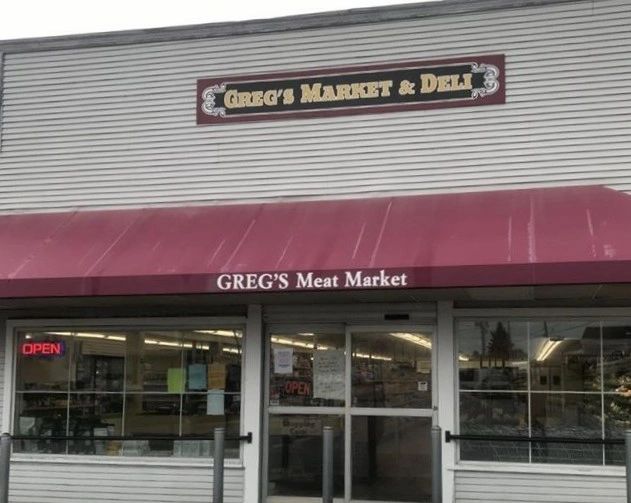 GREG'S MARKET & DELI
GREG'S Meat Market
OPEN
OPEN